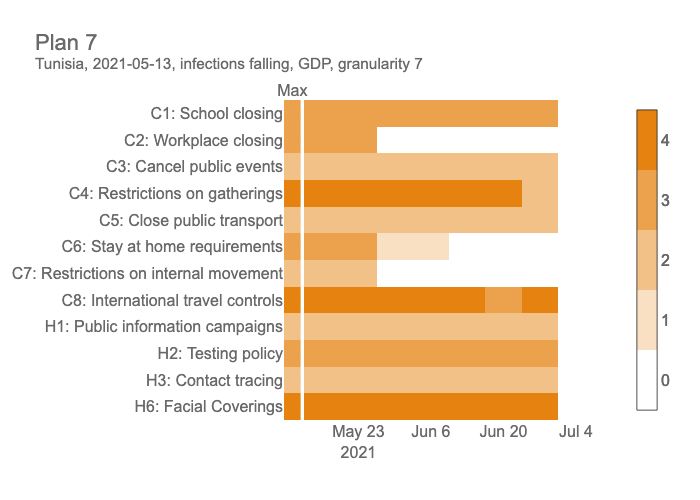 Plan 7
Tunisia, 2021-05-13, infections falling, GDP, granularity 7
Max
C1: School closing
C2: Workplace closing
C3: Cancel public events
C4: Restrictions on gatherings
C5: Close public transport
C6: Stay at home requirements
C7: Restrictions on internal movement
C8: International travel controls
H1: Public information campaigns
H2: Testing policy
H3: Contact tracing
H6: Facial Coverings
May 23 Jun 6 Jun 20 Jul 4
2021
4
3
2
1
0